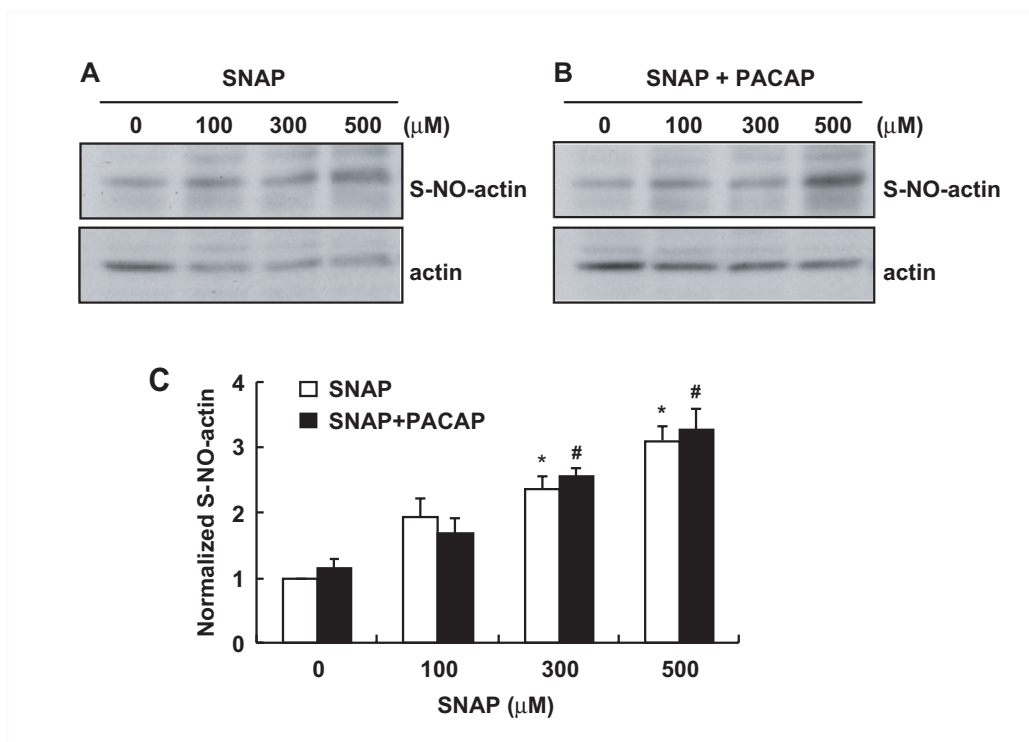 A
SNAP
0 100 300 500 (μM)
S-NO-actin
actin
B
SNAP + PACAP
0 100 300 500 (μM)
S-NO-actin
actin
C
Normalized S-NO-actin
4
3
2
1
0
SNAP
SNAP+PACAP
* #
* #
0 100 300 500
SNAP (μM)